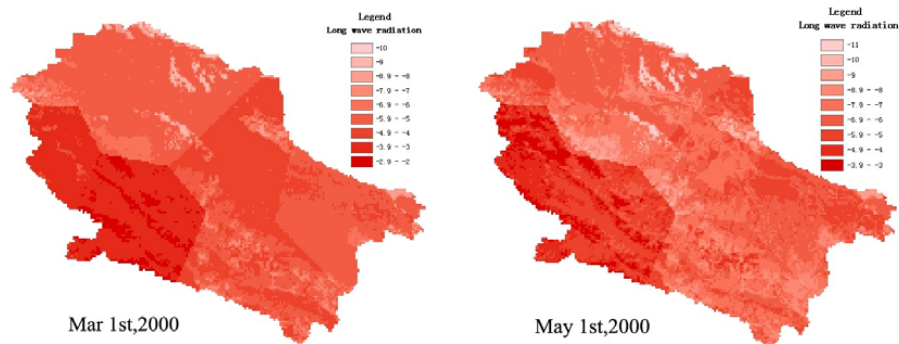 Legend
Long wave radiation
-10
-9
-8.9 - -8
-7.9 - -7
-6.9 - -6
-5.9 - -5
-4.9 - -4
-3.9 - -3
-2.9 - -2
Mar 1st,2000
Legend
Long wave radiation
-11
-10
-9
-8.9 - -8
-7.9 - -7
-6.9 - -6
-5.9 - -5
-4.9 - -4
-3.9 - -3
May 1st,2000